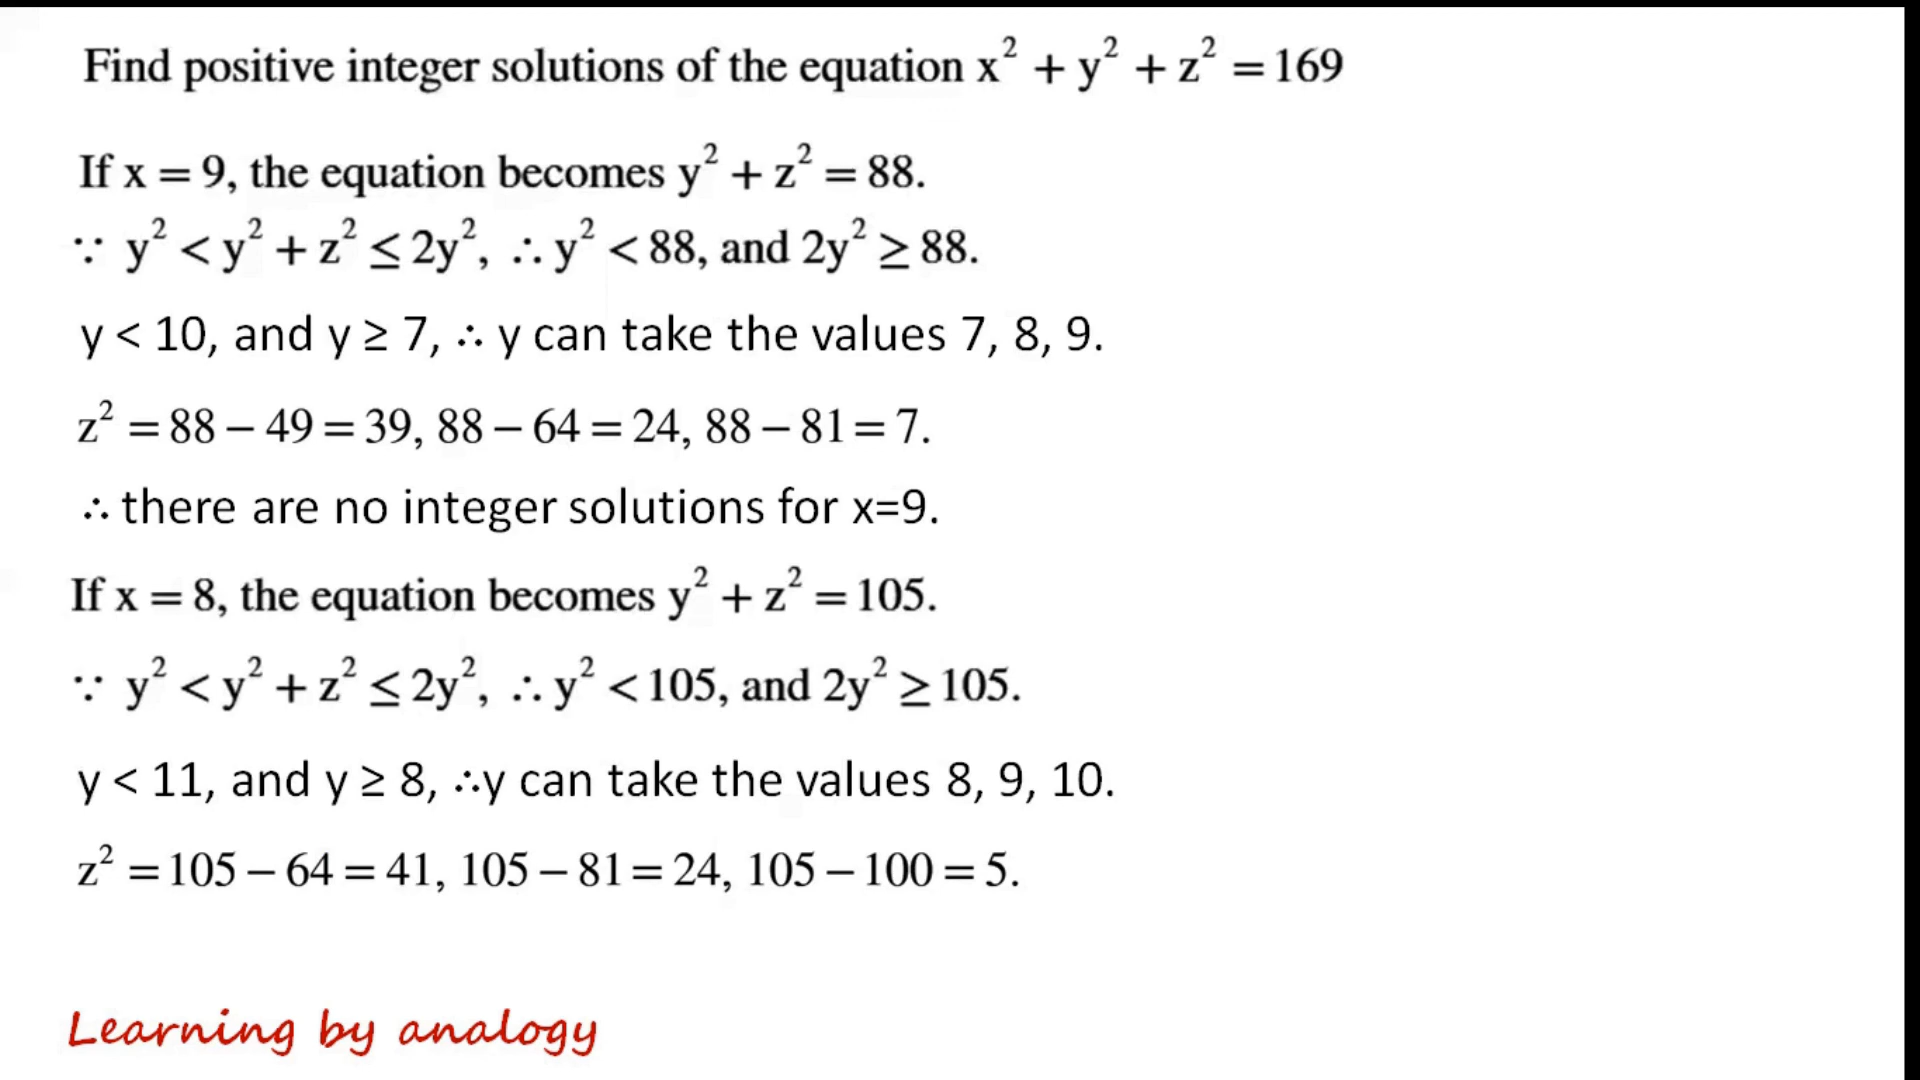 Find positive integer solutions of the equation x² + y² + z² = 169
If x = 9, the equation becomes y² + z² = 88.
∵ y² < y² + z² ≤ 2y², ∴ y² < 88, and 2y² ≥ 88.
y < 10, and y ≥ 7, ∴ y can take the values 7, 8, 9.
z² = 88 – 49 = 39, 88 – 64 = 24, 88 – 81 = 7.
∴ there are no integer solutions for x=9.
If x = 8, the equation becomes y² + z² = 105.
∵ y² < y² + z² ≤ 2y², ∴ y² < 105, and 2y² ≥ 105.
y < 11, and y ≥ 8, ∴y can take the values 8, 9, 10.
z² = 105 – 64 = 41, 105 – 81 = 24, 105 – 100 = 5.
Learning by analogy